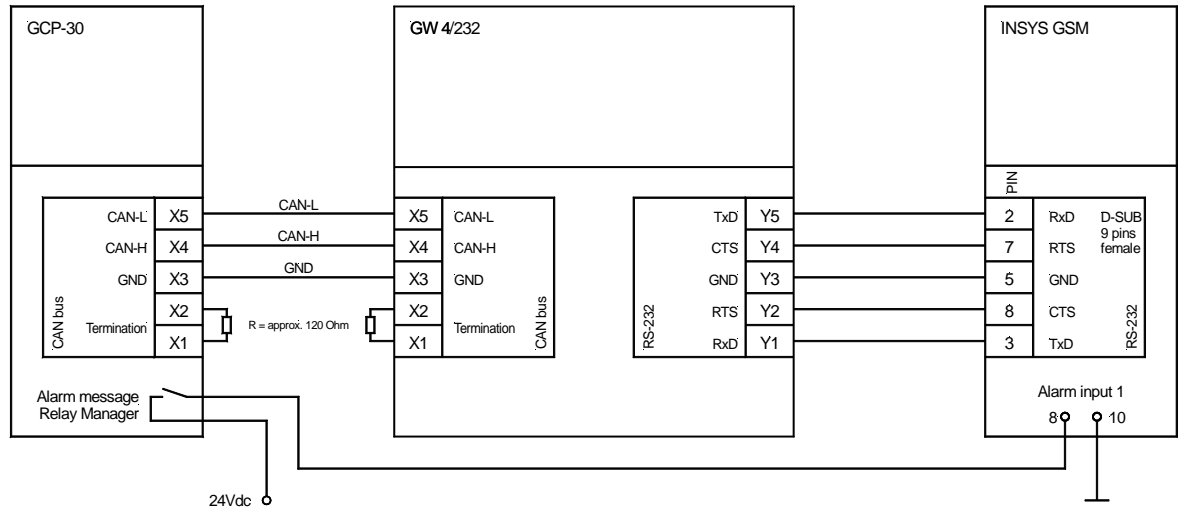 GCP-30
GW 4/232
INSYS GSM
PIN
CAN-L X5 CAN-L X5 CAN-L TxD Y5 2 RxD D-SUB
CAN-H X4 CAN-H X4 CAN-H CTS Y4 7 RTS 9 pins
female
GND X3 GND X3 GND GND Y3 5 GND
X2 X2 RTS Y2 8 CTS
CAN bus Termination R = approx. 120 Ohm Termination CAN bus RS-232 RS-232
X1 X1 RxD Y1 3 TxD
Alarm message
Relay Manager
Alarm input 1
8 10
24Vdc